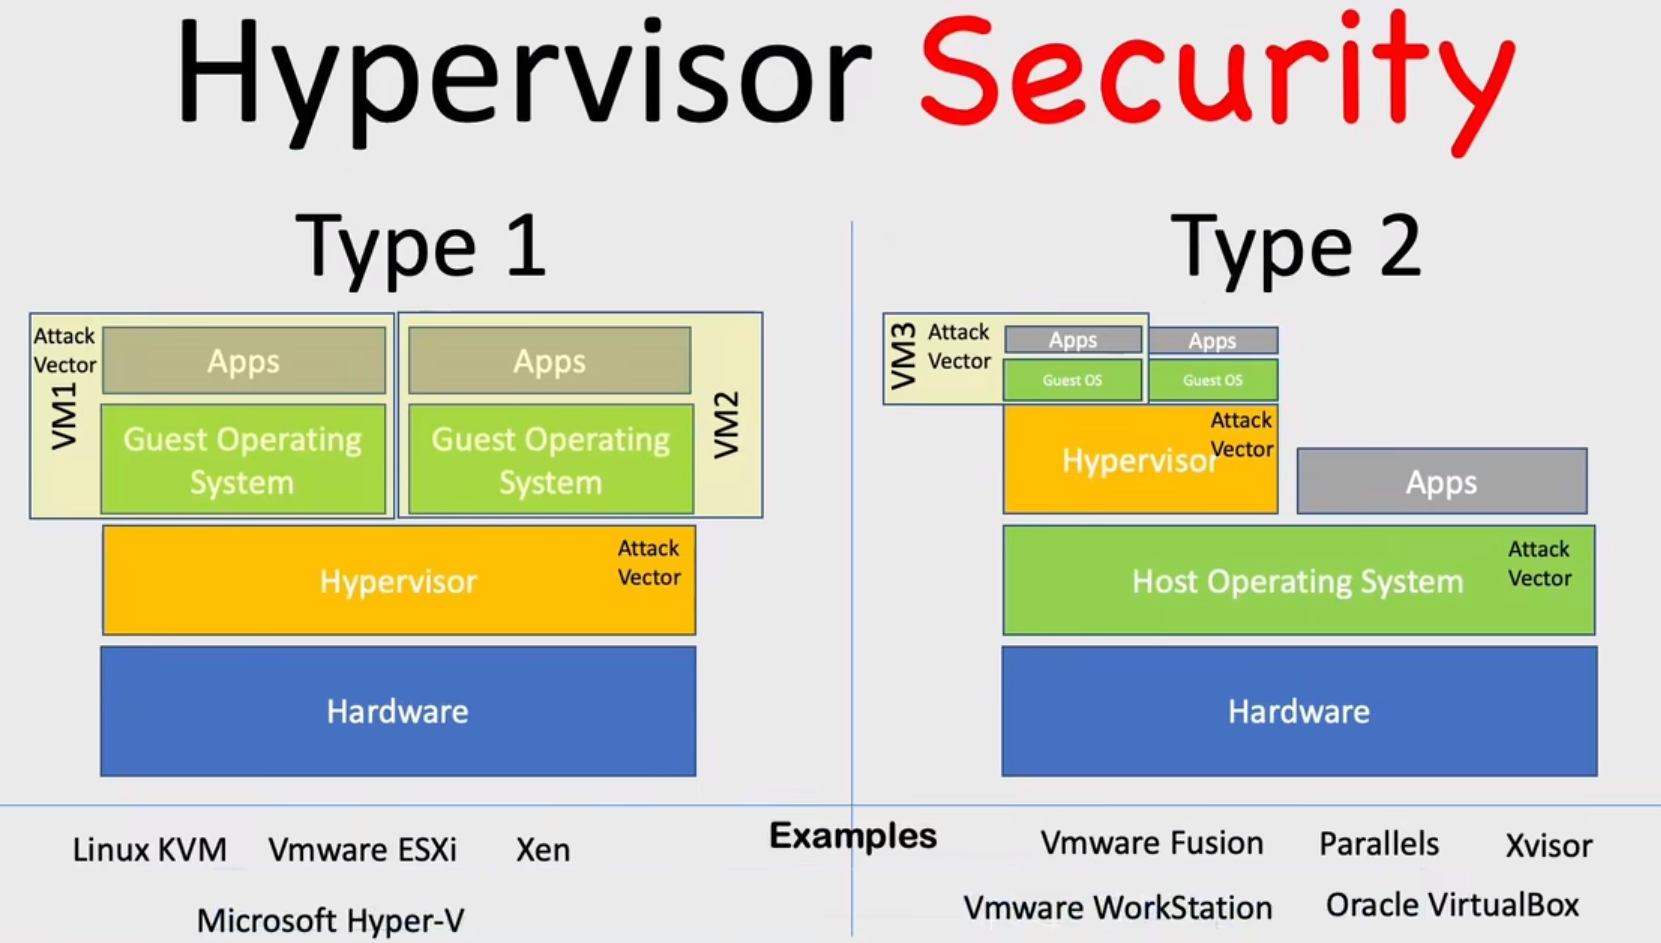 Hypervisor Security
Type 1
Attack
Vector
VM1
Apps
Guest Operating
System
Apps
Guest Operating
System
VM2
Hypervisor
Attack
Vector
Hardware
Type 2
VM3
Attack
Vector
Apps
Guest OS
Apps
Guest OS
Hypervisor
Attack
Vector
Apps
Host Operating System
Attack
Vector
Hardware
Examples
Linux KVM
Vmware ESXi
Xen
Microsoft Hyper-V
Vmware Fusion
Parallels
Xvisor
Vmware WorkStation
Oracle VirtualBox